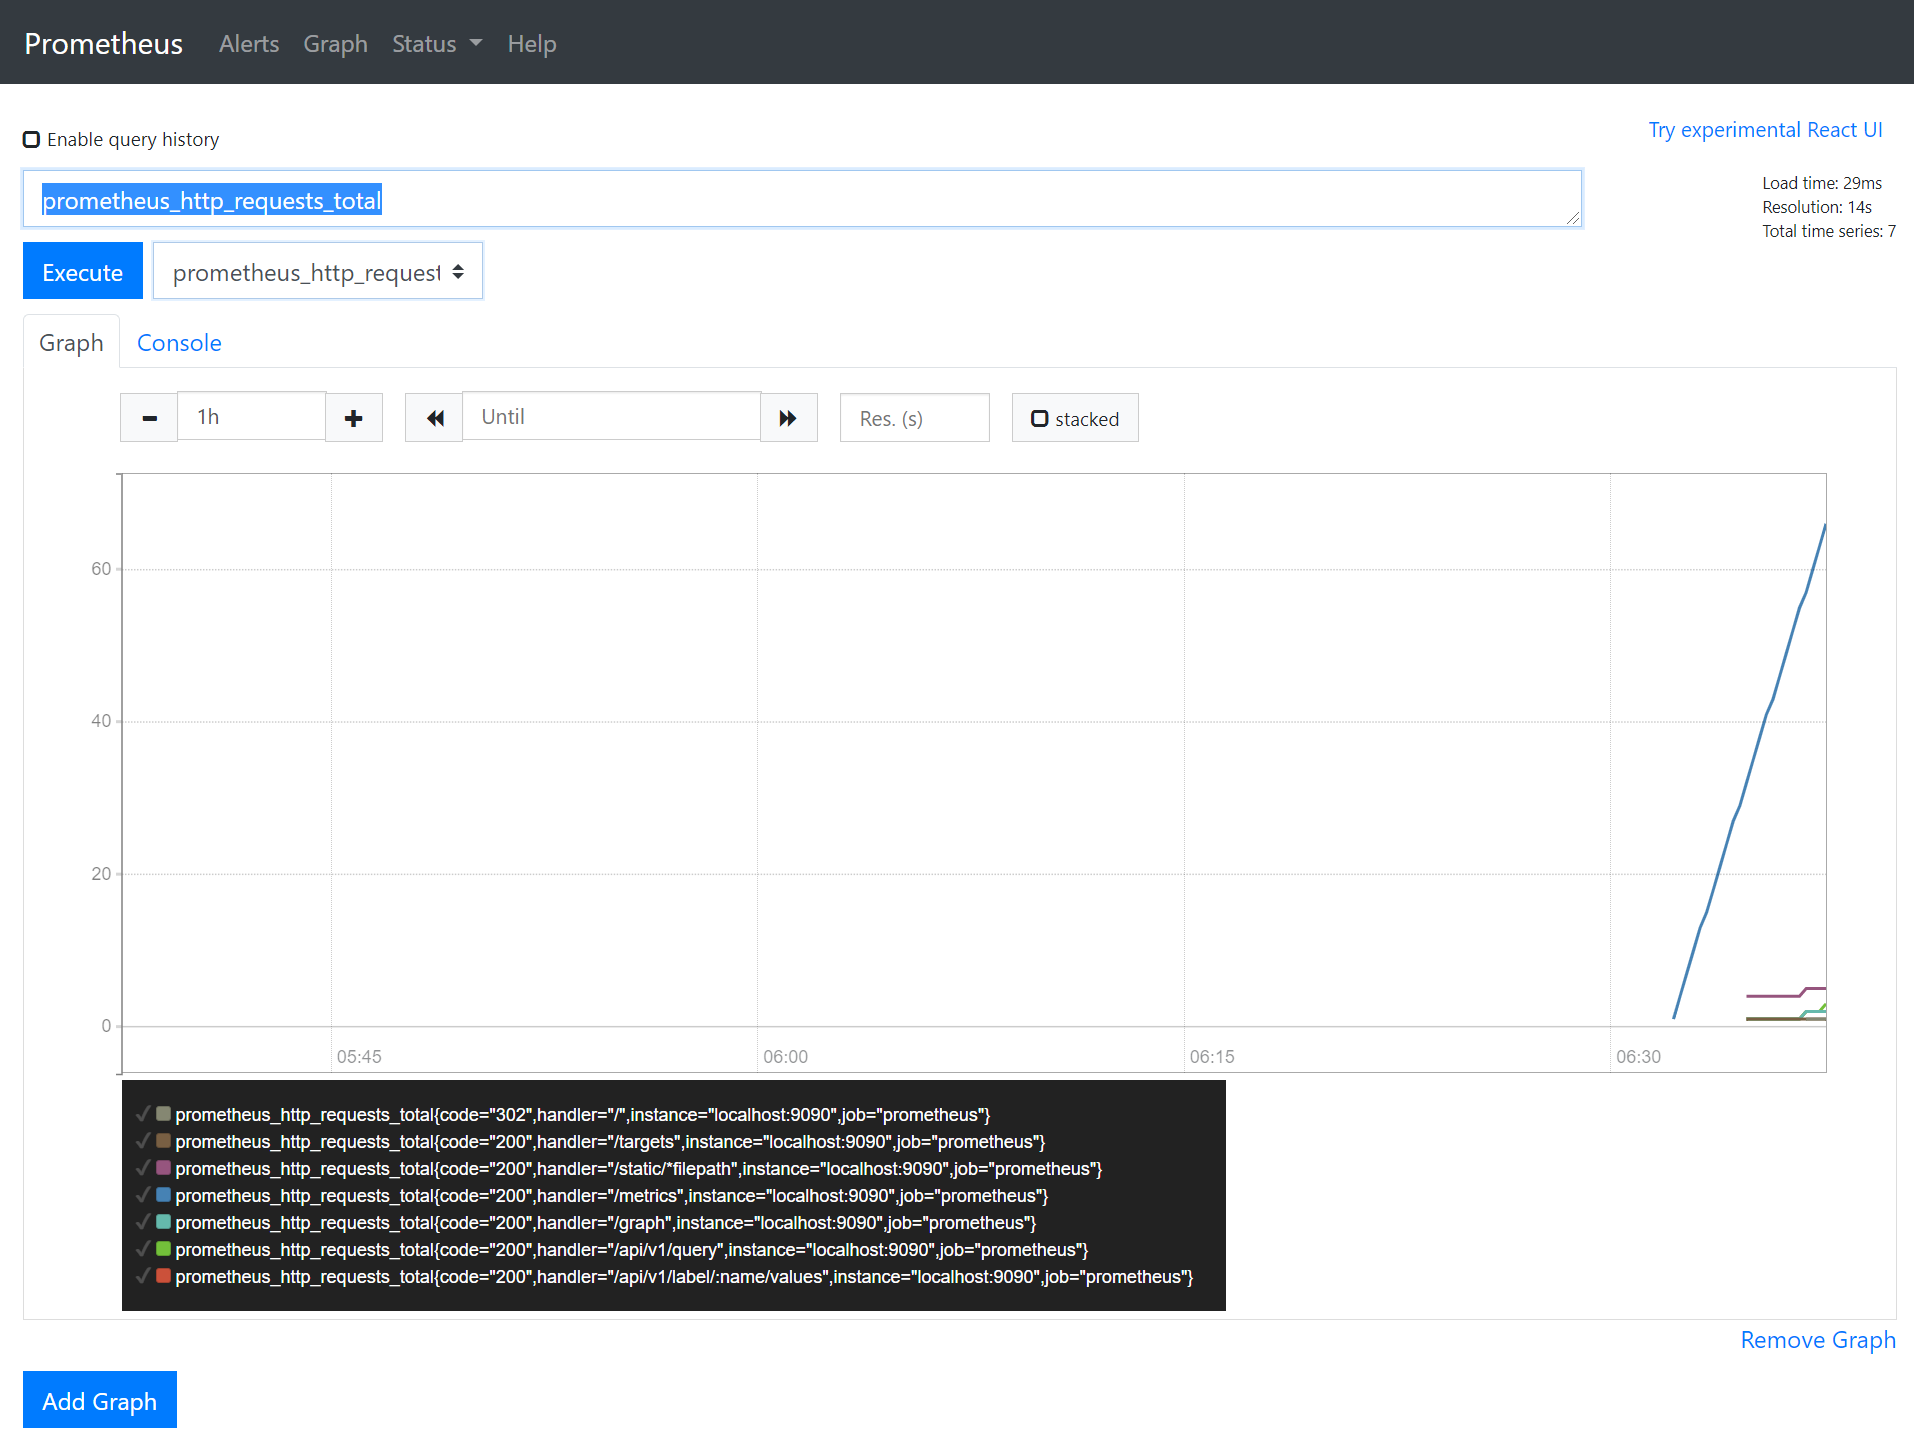 Prometheus Alerts Graph Status Help
Enable query history
Try experimental React UI
prometheus_http_requests_total
Load time: 29ms
Resolution: 14s
Total time series: 7
Execute prometheus_http_request
Graph Console
1h Until Res. (s) stacked
60
40
20
0
05:45 06:00 06:15 06:30
prometheus_http_requests_total{code="302",handler="/",instance="localhost:9090",job="prometheus"}
prometheus_http_requests_total{code="200",handler="/targets",instance="localhost:9090",job="prometheus"}
prometheus_http_requests_total{code="200",handler="/static/*filepath",instance="localhost:9090",job="prometheus"}
prometheus_http_requests_total{code="200",handler="/metrics",instance="localhost:9090",job="prometheus"}
prometheus_http_requests_total{code="200",handler="/graph",instance="localhost:9090",job="prometheus"}
prometheus_http_requests_total{code="200",handler="/api/v1/query",instance="localhost:9090",job="prometheus"}
prometheus_http_requests_total{code="200",handler="/api/v1/label/:name/values",instance="localhost:9090",job="prometheus"}
Remove Graph
Add Graph